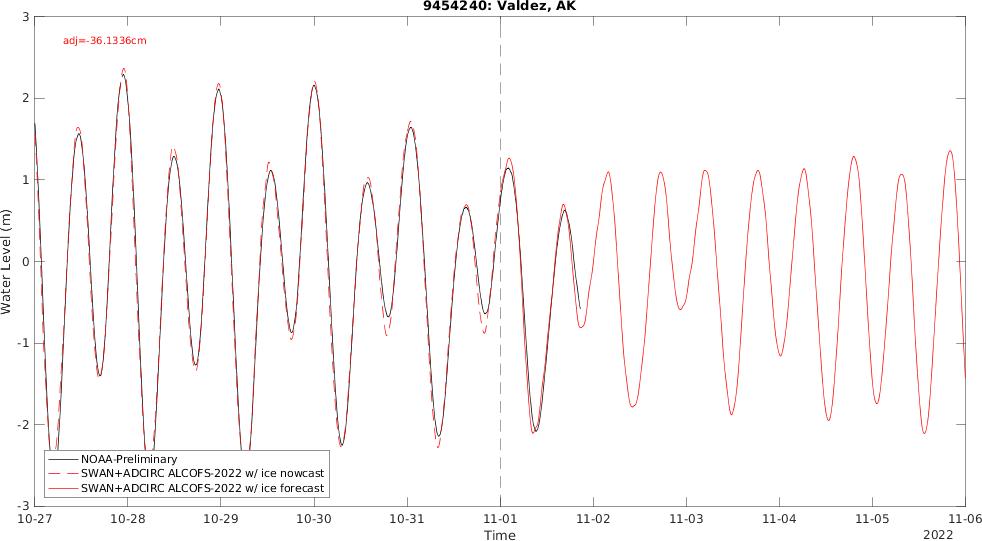 9454240: Valdez, AK
adj=-36.1336cm
Water Level (m)
3
2
1
0
-1
-2
-3
NOAA-Preliminary
SWAN+ADCIRC ALCOFS-2022 w/ ice nowcast
SWAN+ADCIRC ALCOFS-2022 w/ ice forecast
10-27 10-28 10-29 10-30 10-31 11-01 11-02 11-03 11-04 11-05 11-06
Time
2022